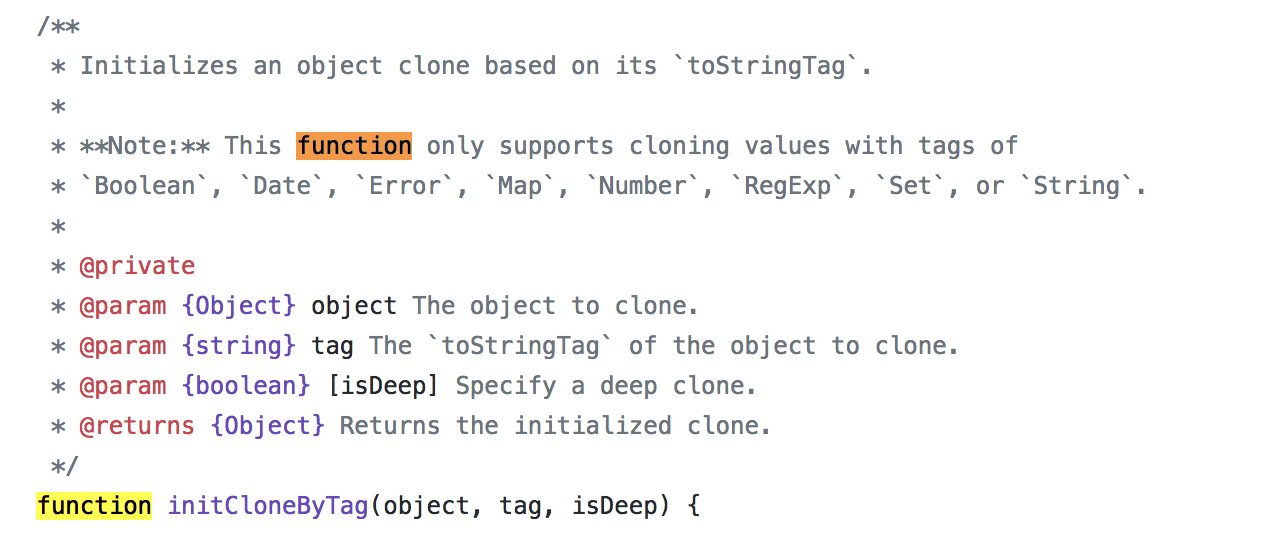 /**
 * Initializes an object clone based on its `toStringTag`.
 *
 * **Note:** This function only supports cloning values with tags of
 * `Boolean`, `Date`, `Error`, `Map`, `Number`, `RegExp`, `Set`, or `String`.
 *
 * @private
 * @param {Object} object The object to clone.
 * @param {string} tag The `toStringTag` of the object to clone.
 * @param {boolean} [isDeep] Specify a deep clone.
 * @returns {Object} Returns the initialized clone.
 */
function initCloneByTag(object, tag, isDeep) {